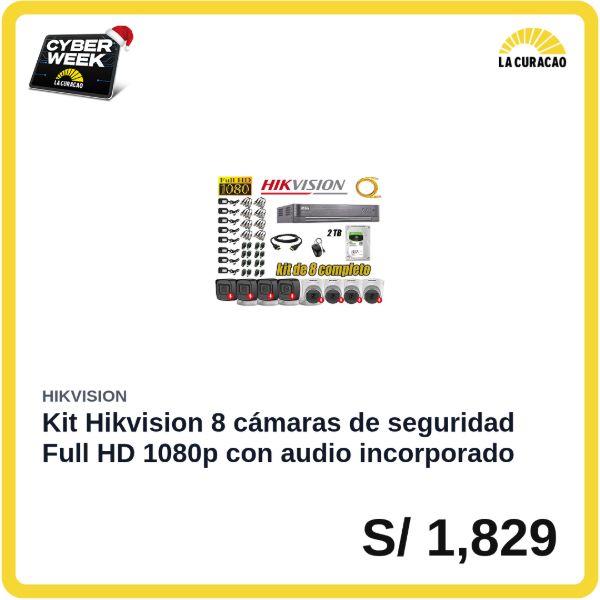 CYBER
WEEK
LA CURACAO
LA CURACAO
Full HD
1080
HIKVISION
2 TB
kit de 8 completo
HIKVISION
Kit Hikvision 8 cámaras de seguridad
Full HD 1080p con audio incorporado
S/ 1,829